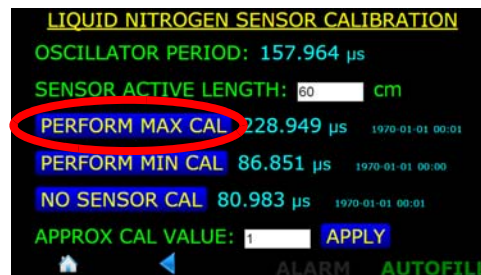 LIQUID NITROGEN SENSOR CALIBRATION
OSCILLATOR PERIOD: 157.964 µs
SENSOR ACTIVE LENGTH: 60 cm
PERFORM MAX CAL 228.949 µs 1970-01-01 00:01
PERFORM MIN CAL 86.851 µs 1970-01-01 00:00
NO SENSOR CAL 80.983 µs 1970-01-01 00:01
APPROX CAL VALUE: 1 APPLY
ALARM AUTOFILL